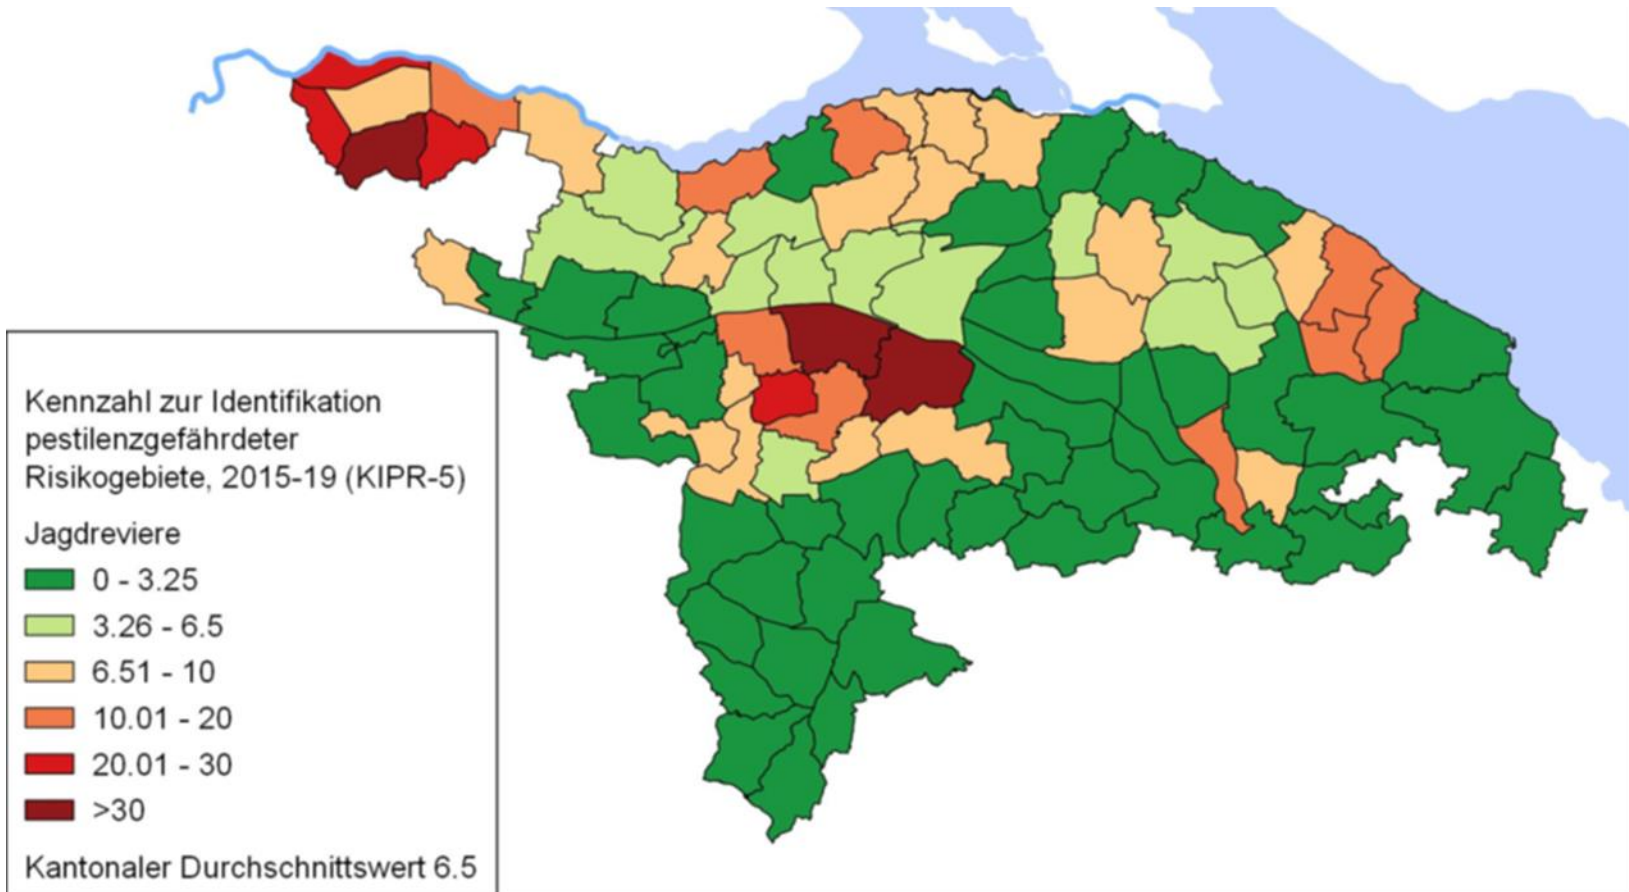 Kennzahl zur Identifikation
pestilenzgefährdeter
Risikogebiete, 2015-19 (KIPR-5)
Jagdreviere
0 - 3.25
3.26 - 6.5
6.51 - 10
10.01 - 20
20.01 - 30
>30
Kantonaler Durchschnittswert 6.5